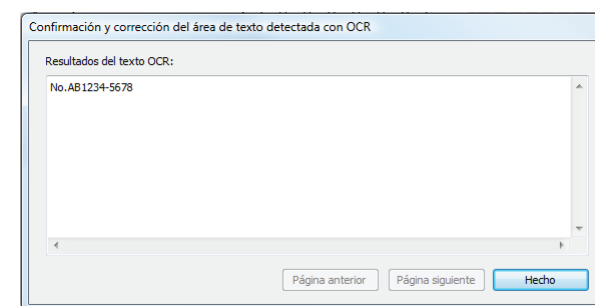 Confirmación y corrección del área de texto detectada con OCR
Resultados del texto OCR:
No.AB1234-5678
Página anterior
Página siguiente
Hecho